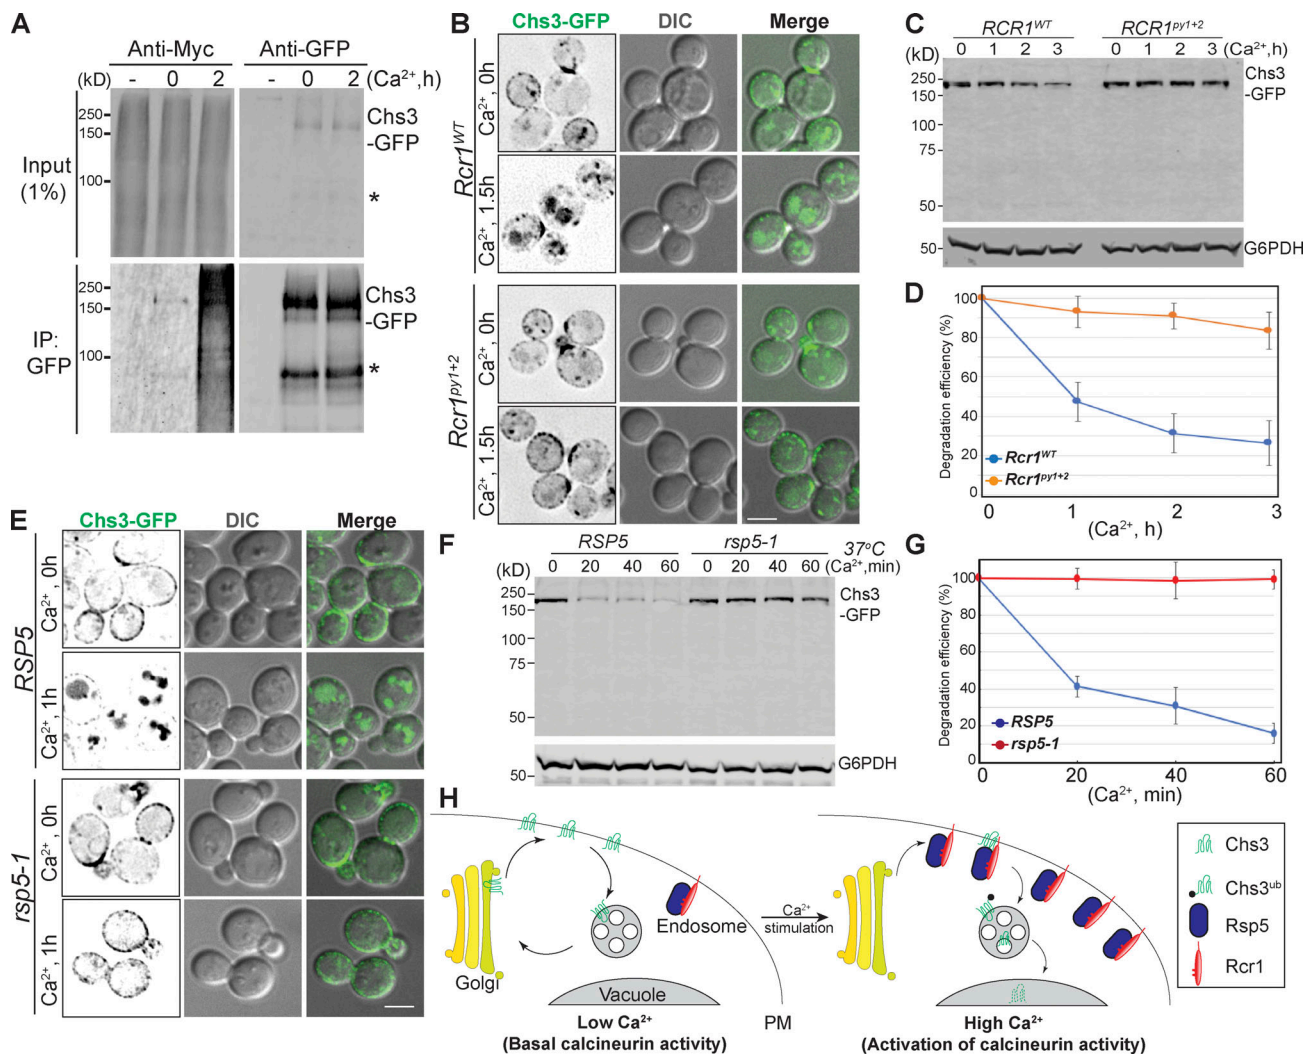 A
Anti-Myc
Anti-GFP
(kD)
-
0
2
-
0
2
(Ca²⁺,h)
250
150
100
Chs3
-GFP
*
Input
(1%)
250
150
100
Chs3
-GFP
*
IP:
GFP
B
Chs3-GFP
DIC
Merge
Rcr1ᵂᵀ
Ca²⁺, 0h
Ca²⁺, 1.5h
Rcr1ᵖʸ¹⁺²
Ca²⁺, 0h
Ca²⁺, 1.5h
C
RCR1ᵂᵀ
RCR1ᵖʸ¹⁺²
(kD)
0 1 2 3
0 1 2 3
(Ca²⁺,h)
250
150
100
75
50
Chs3
-GFP
50
G6PDH
D
Degradation efficiency (%)
100
80
60
40
30
20
0
Rcr1ᵂᵀ
Rcr1ᵖʸ¹⁺²
0 1 2 3
(Ca²⁺, h)
E
Chs3-GFP
DIC
Merge
RSP5
Ca²⁺, 0h
Ca²⁺, 1h
rsp5-1
Ca²⁺, 0h
Ca²⁺, 1h
F
RSP5
rsp5-1
37ºC
(kD)
0 20 40 60
0 20 40 60
(Ca²⁺,min)
250
150
100
75
50
Chs3
-GFP
50
G6PDH
G
Degradation efficiency (%)
100
80
60
40
20
0
RSP5
rsp5-1
0 20 40 60
(Ca²⁺, min)
H
Golgi
Endosome
Vacuole
PM
Low Ca²⁺
(Basal calcineurin activity)
Ca²⁺
stimulation
High Ca²⁺
(Activation of calcineurin activity)
Chs3
Chs3ᵘᵇ
Rsp5
Rcr1